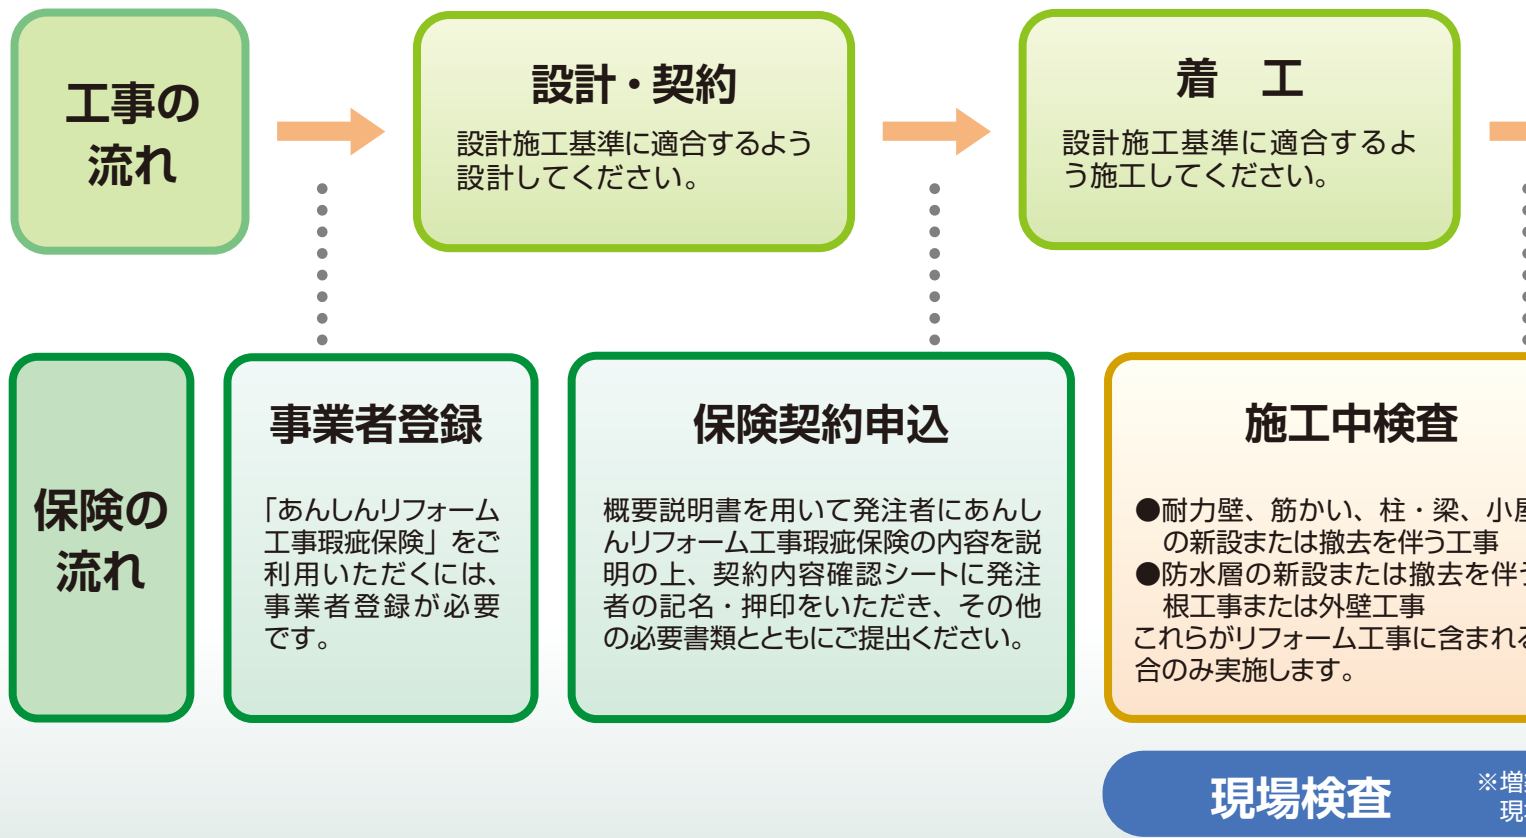 工事の
流れ
設計・契約
設計施工基準に適合するよう
設計してください。
着　工
設計施工基準に適合するよ
う施工してください。
保険の
流れ
事業者登録
「あんしんリフォーム
工事瑕疵保険」をご
利用いただくには、
事業者登録が必要
です。
保険契約申込
概要説明書を用いて発注者にあんし
んリフォーム工事瑕疵保険の内容を説
明の上、契約内容確認シートに発注
者の記名・押印をいただき、その他
の必要書類とともにご提出ください。
施工中検査
●耐力壁、筋かい、柱・梁、小屋
の新設または撤去を伴う工事
●防水層の新設または撤去を伴う
根工事または外壁工事
これらがリフォーム工事に含まれる
合のみ実施します。
現場検査
※増
現